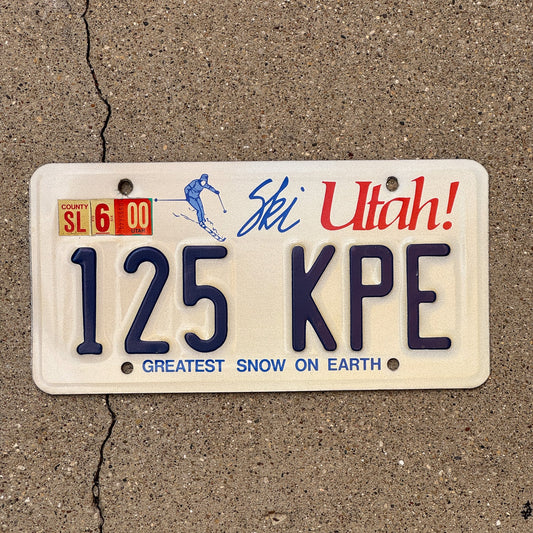 Ski Utah!
COUNTY
SL 6 00
UTAH
125 KPE
GREATEST SNOW ON EARTH